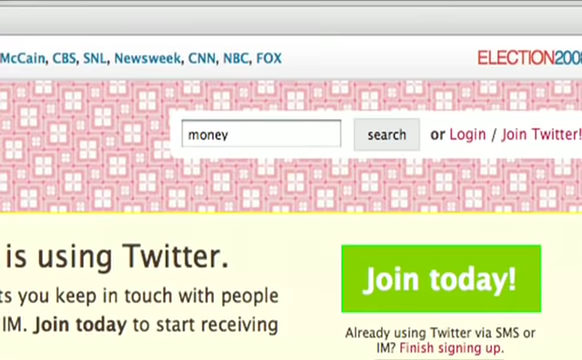 McCain, CBS, SNL, Newsweek, CNN, NBC, FOX
ELECTION2008
money
search
or Login / Join Twitter!
is using Twitter.
ts you keep in touch with people
IM. Join today to start receiving
Join today!
Already using Twitter via SMS or
IM? Finish signing up.